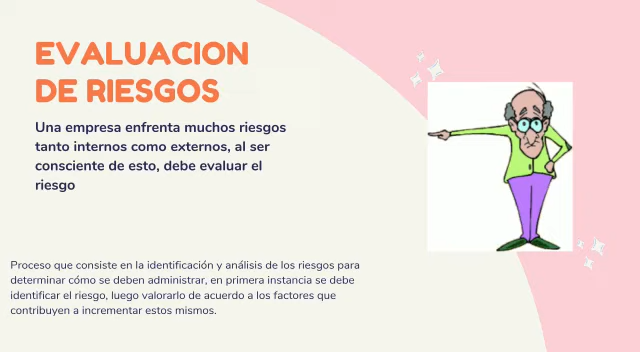 EVALUACION
DE RIESGOS
Una empresa enfrenta muchos riesgos
tanto internos como externos, al ser
consciente de esto, debe evaluar el
riesgo
Proceso que consiste en la identificación y análisis de los riesgos para
determinar cómo se deben administrar, en primera instancia se debe
identificar el riesgo, luego valorarlo de acuerdo a los factores que
contribuyen a incrementar estos mismos.